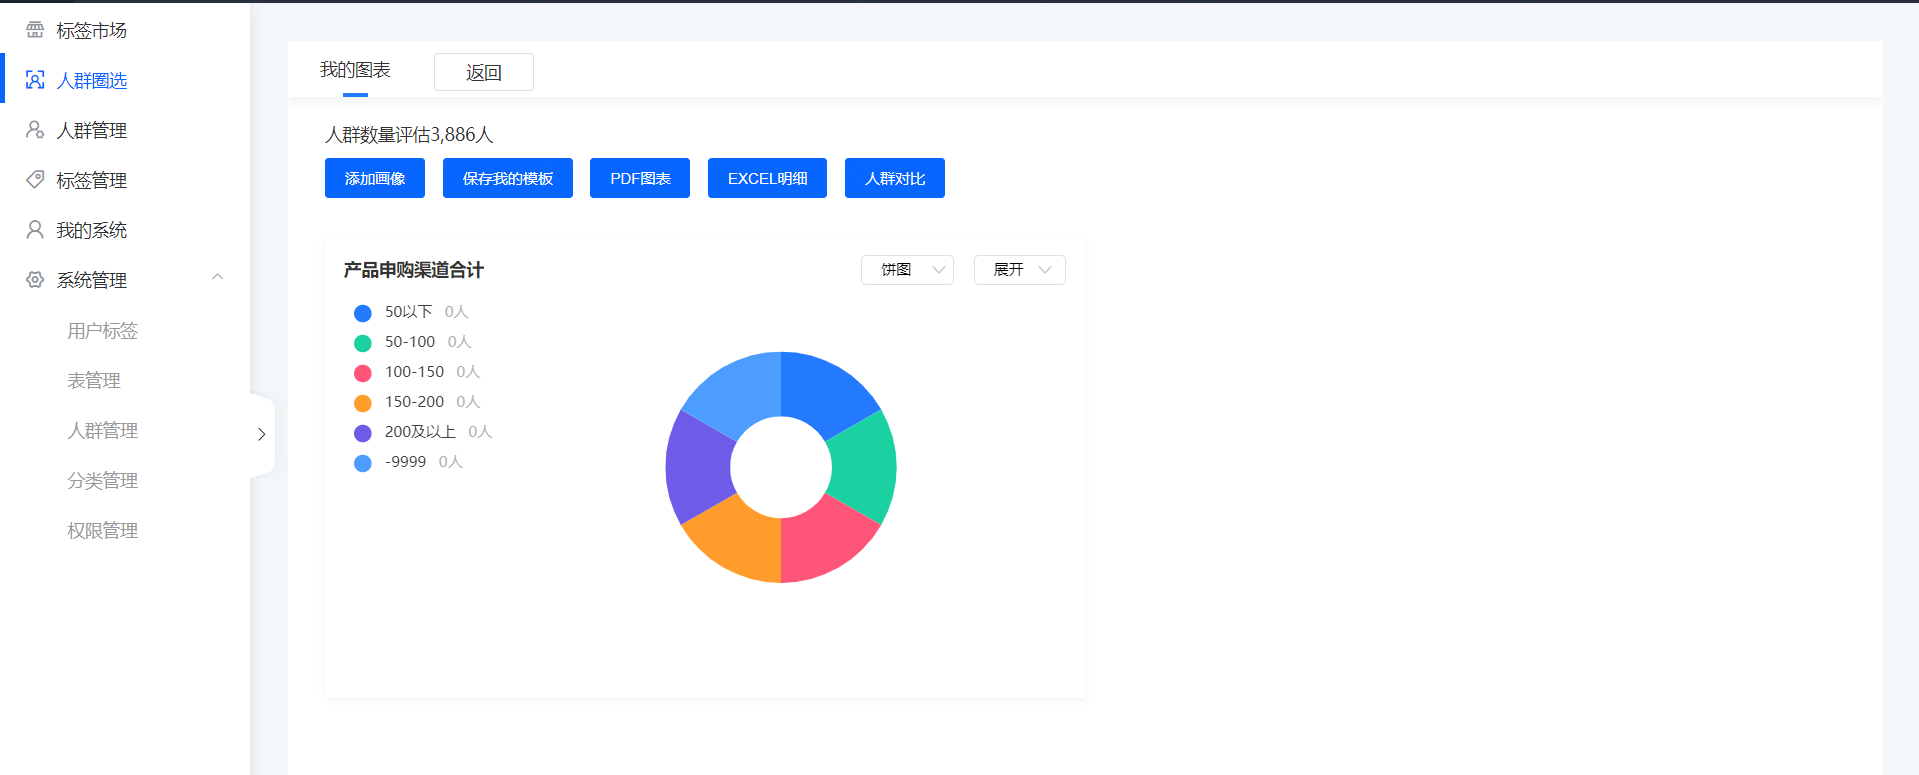 标签市场
人群圈选
人群管理
标签管理
我的系统
系统管理
用户标签
表管理
人群管理
分类管理
权限管理
我的图表
返回
人群数量评估3,886人
添加画像
保存我的模板
PDF图表
EXCEL明细
人群对比
产品申购渠道合计
饼图
展开
50以下 0人
50-100 0人
100-150 0人
150-200 0人
200及以上 0人
-9999 0人